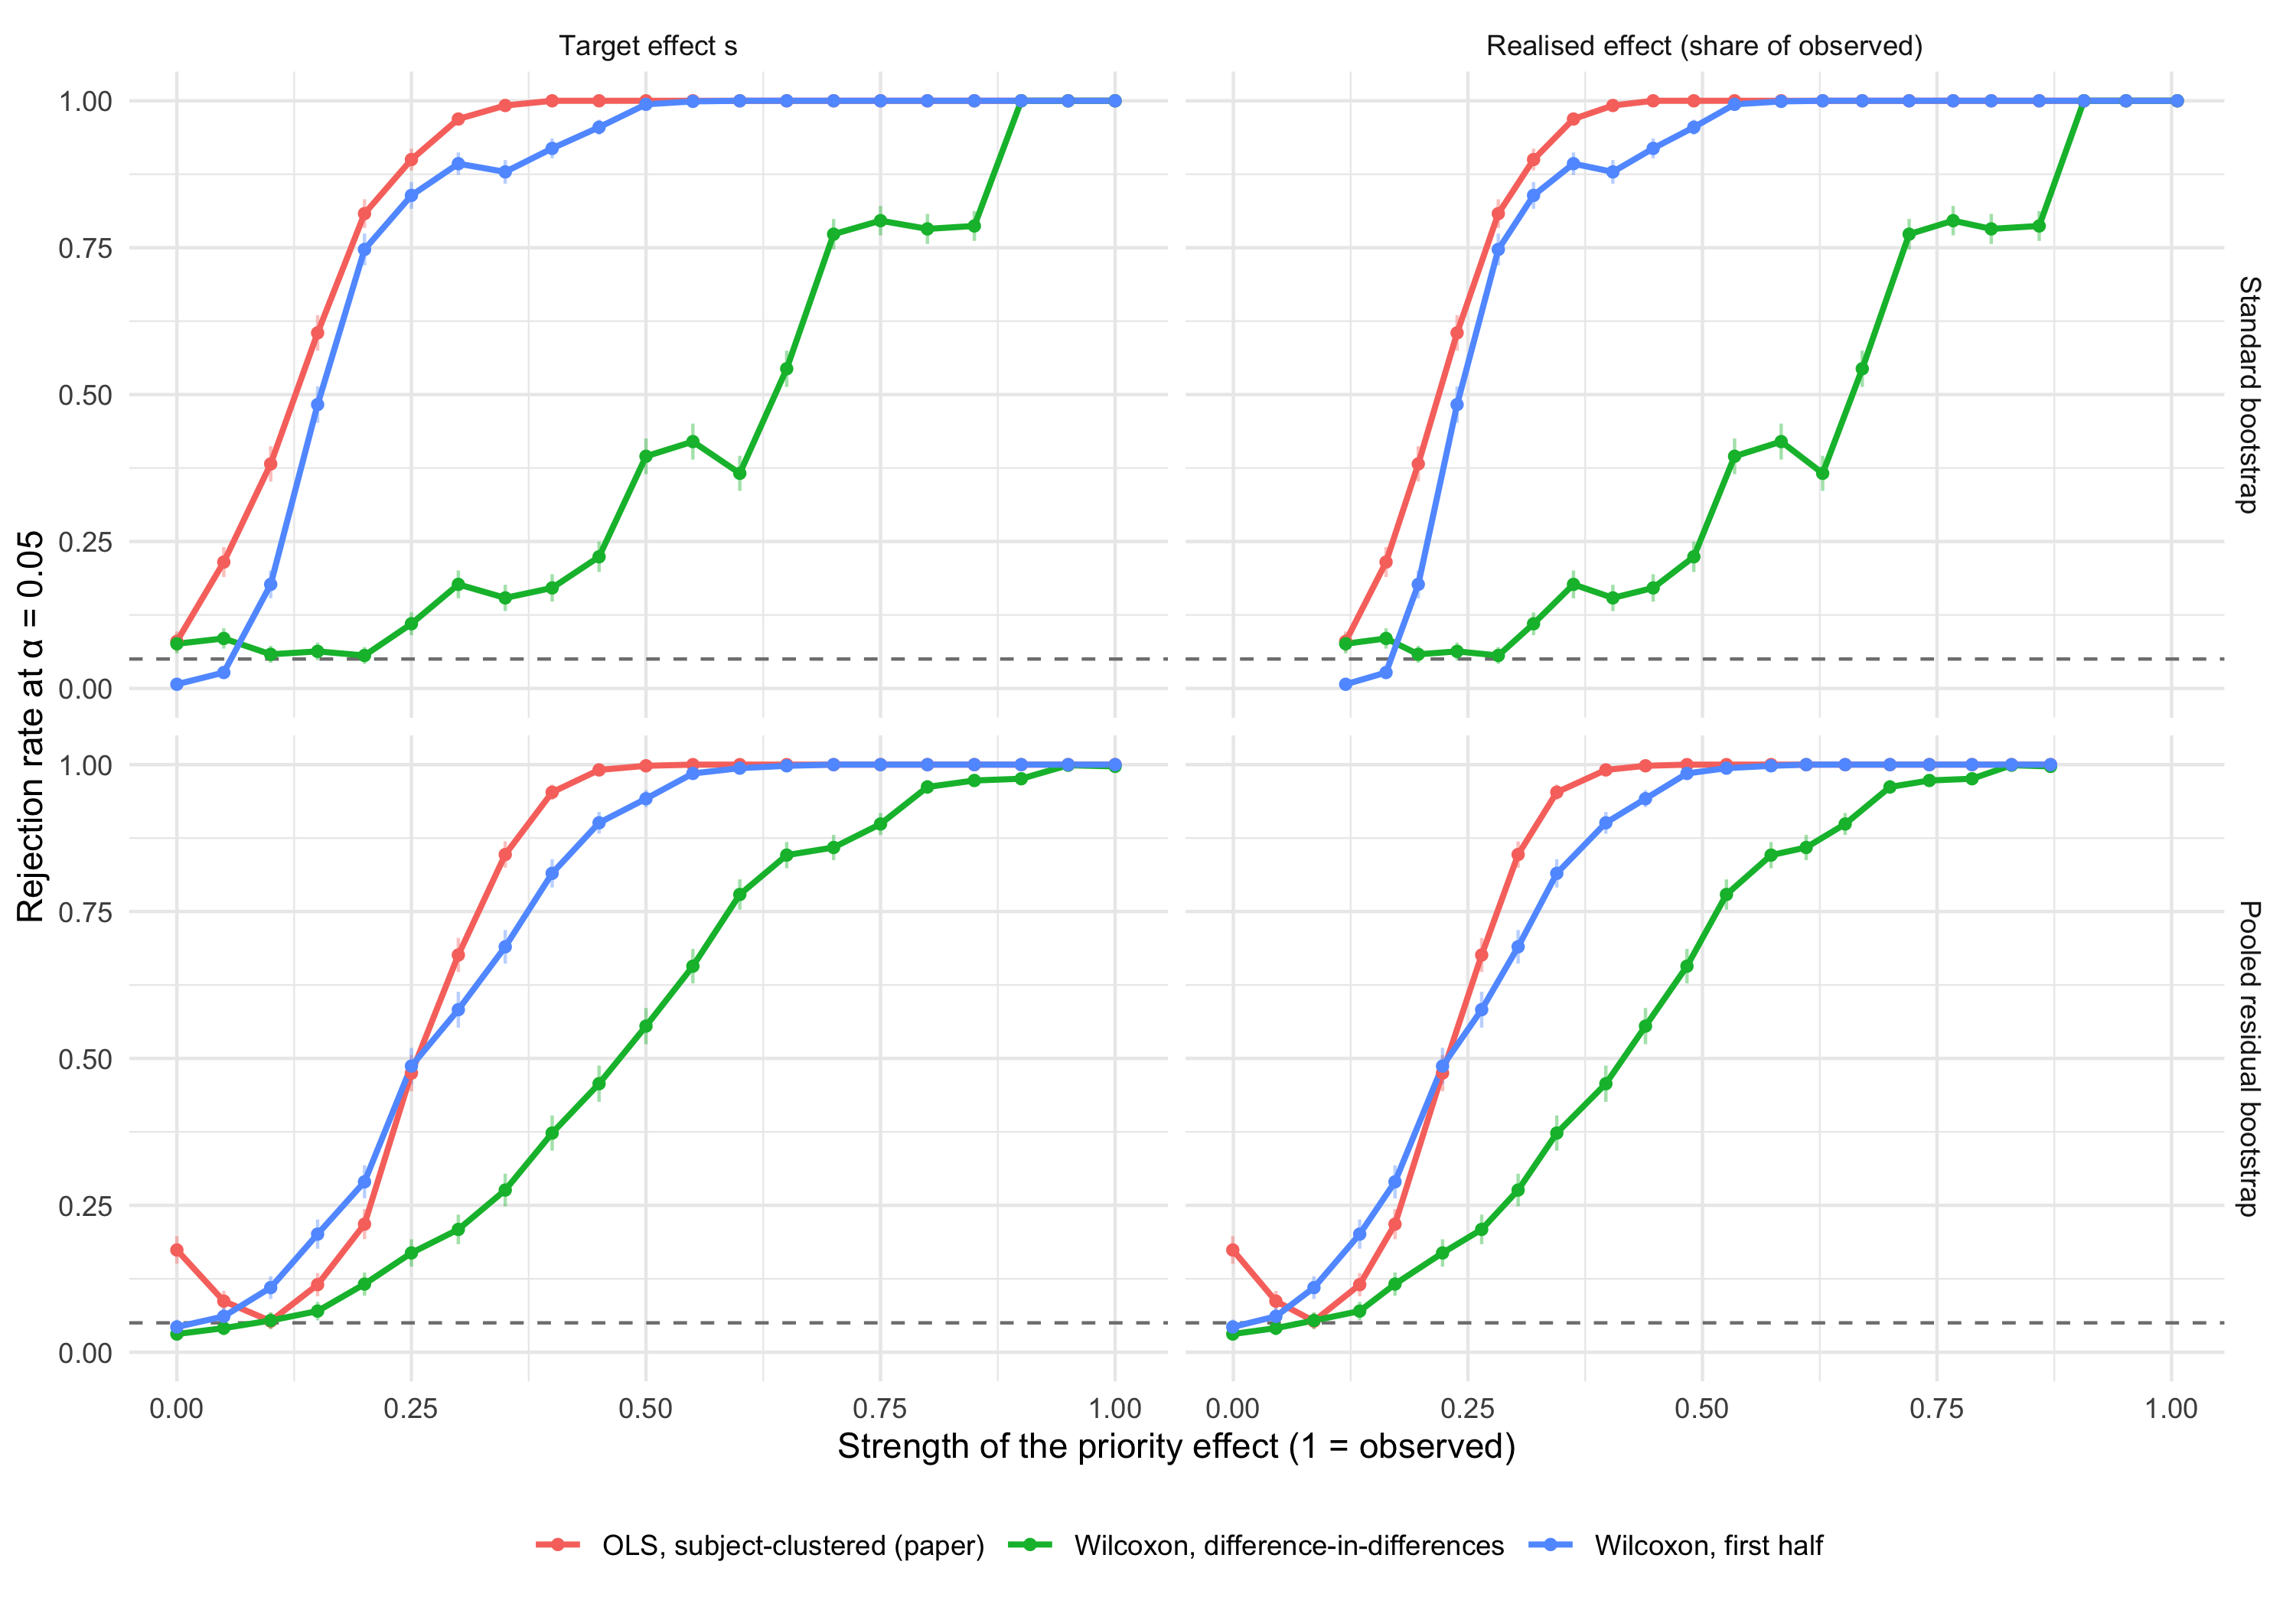 Target effect s
Realised effect (share of observed)
1.00
0.75
0.50
0.25
0.00
Standard bootstrap
Rejection rate at α = 0.05
1.00
0.75
0.50
0.25
0.00
Pooled residual bootstrap
0.00 0.25 0.50 0.75 1.00
0.00 0.25 0.50 0.75 1.00
Strength of the priority effect (1 = observed)
OLS, subject-clustered (paper) Wilcoxon, difference-in-differences Wilcoxon, first half